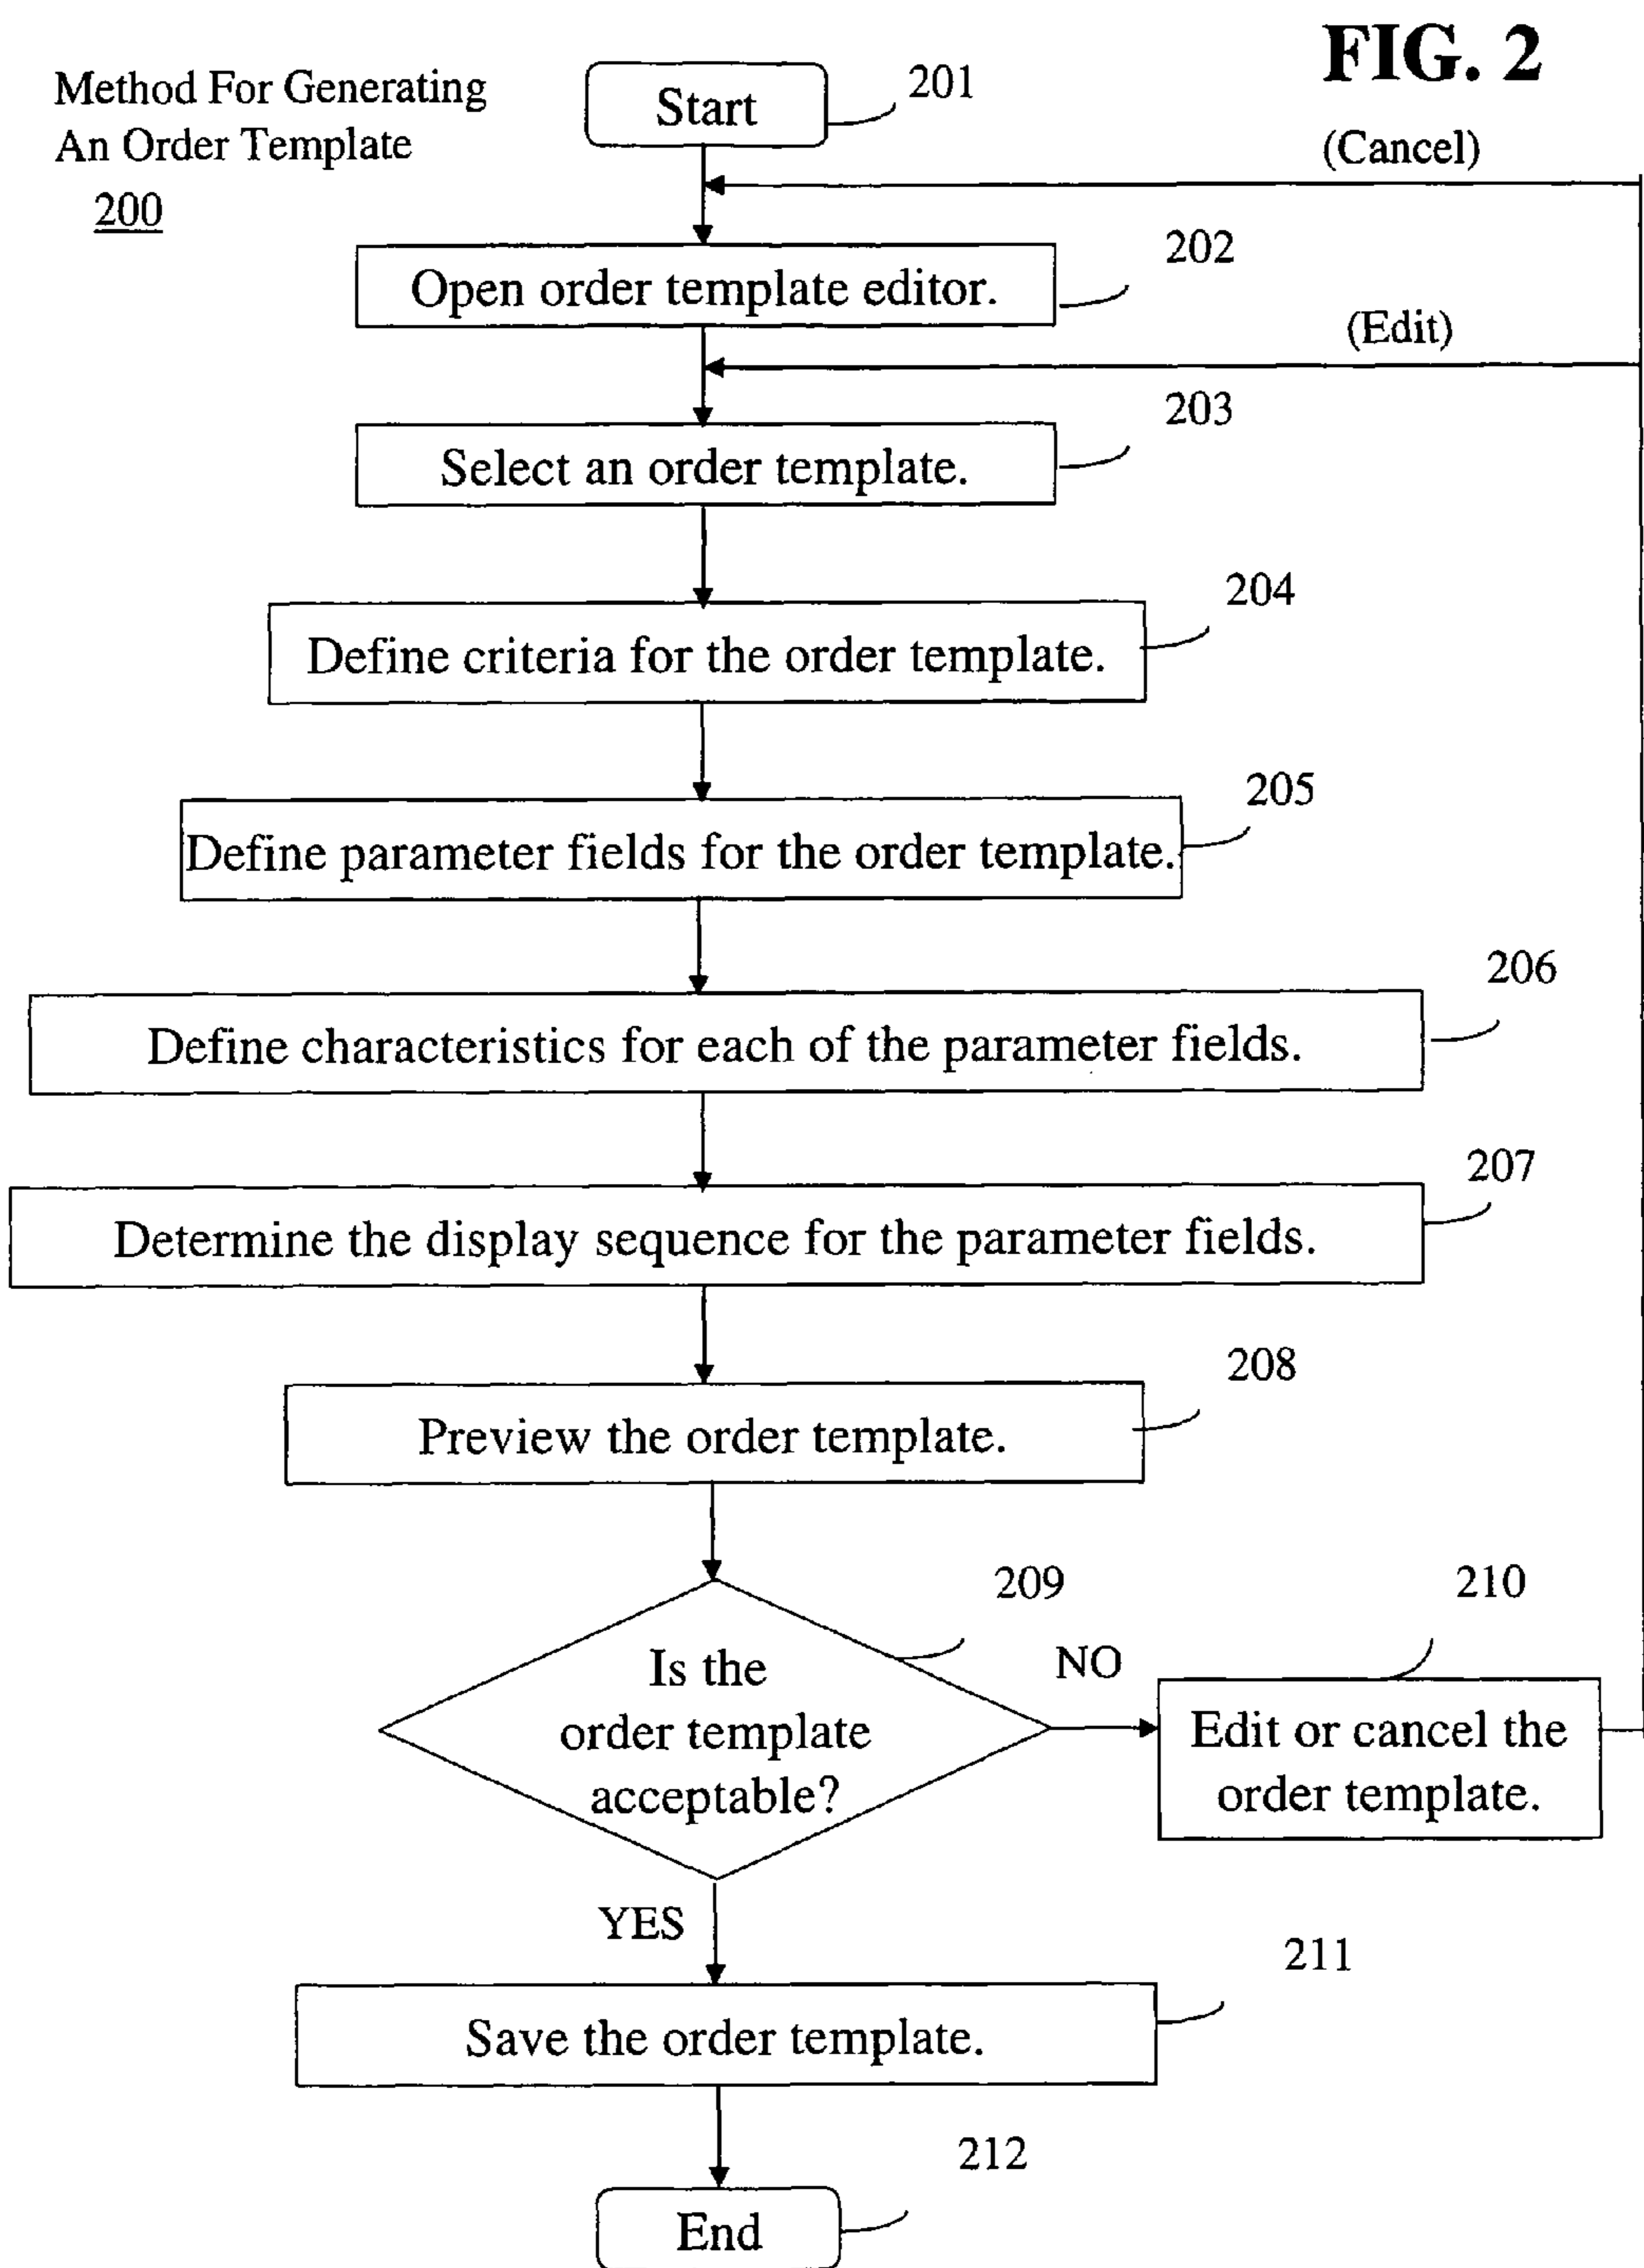 FIG. 2
Method For Generating
An Order Template
200
Start
201
(Cancel)
202
Open order template editor.
(Edit)
203
Select an order template.
204
Define criteria for the order template.
205
Define parameter fields for the order template.
206
Define characteristics for each of the parameter fields.
207
Determine the display sequence for the parameter fields.
208
Preview the order template.
209
Is the
order template
acceptable?
NO
210
Edit or cancel the
order template.
YES
211
Save the order template.
212
End